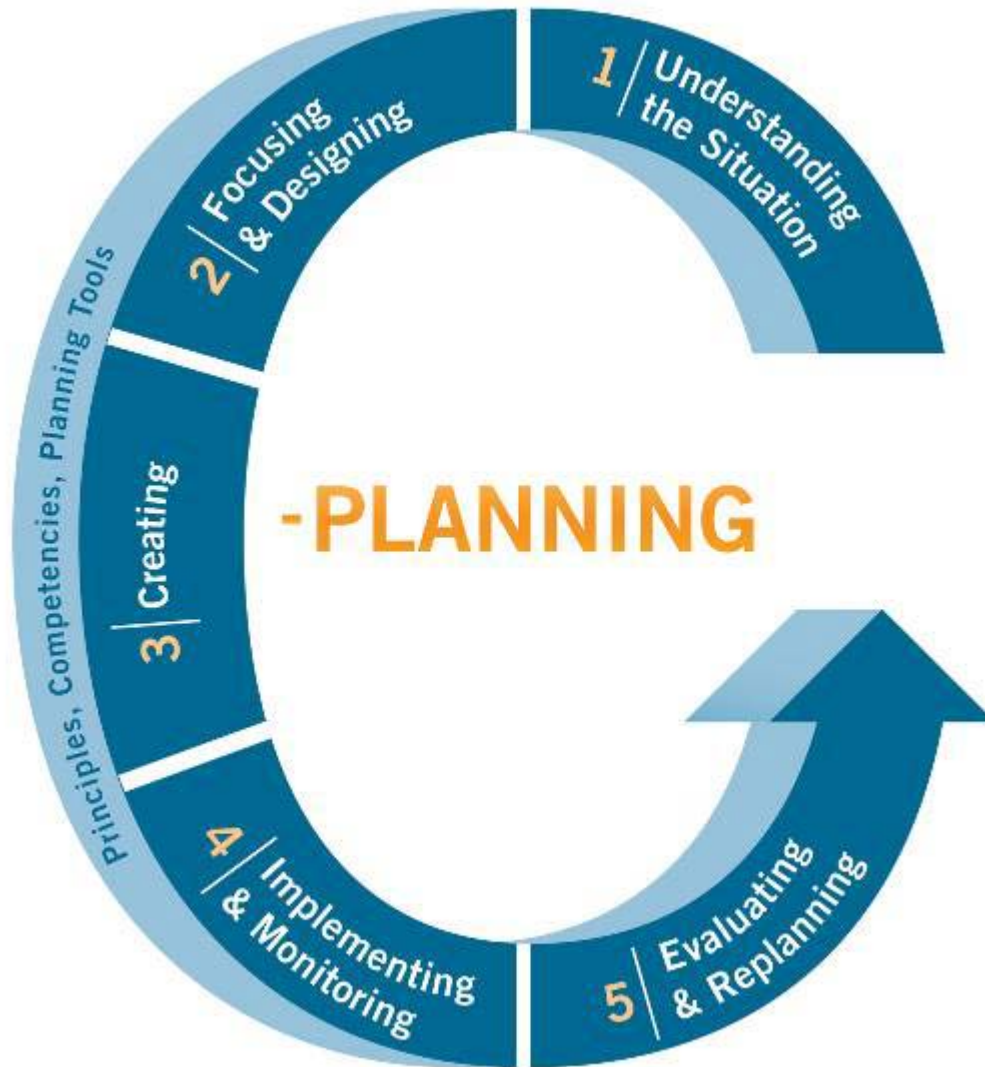 1 Understanding
the Situation
2 Focusing
& Designing
3 Creating
4 Implementing
& Monitoring
5 Evaluating
& Replanning
Principles, Competencies, Planning Tools
-PLANNING